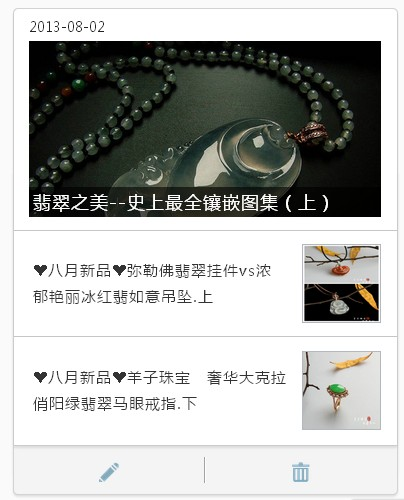 2013-08-02
翡翠之美--史上最全镶嵌图集（上）
❤八月新品❤弥勒佛翡翠挂件vs浓
郁艳丽冰红翡如意吊坠.上
❤八月新品❤羊子珠宝　奢华大克拉
俏阳绿翡翠马眼戒指.下